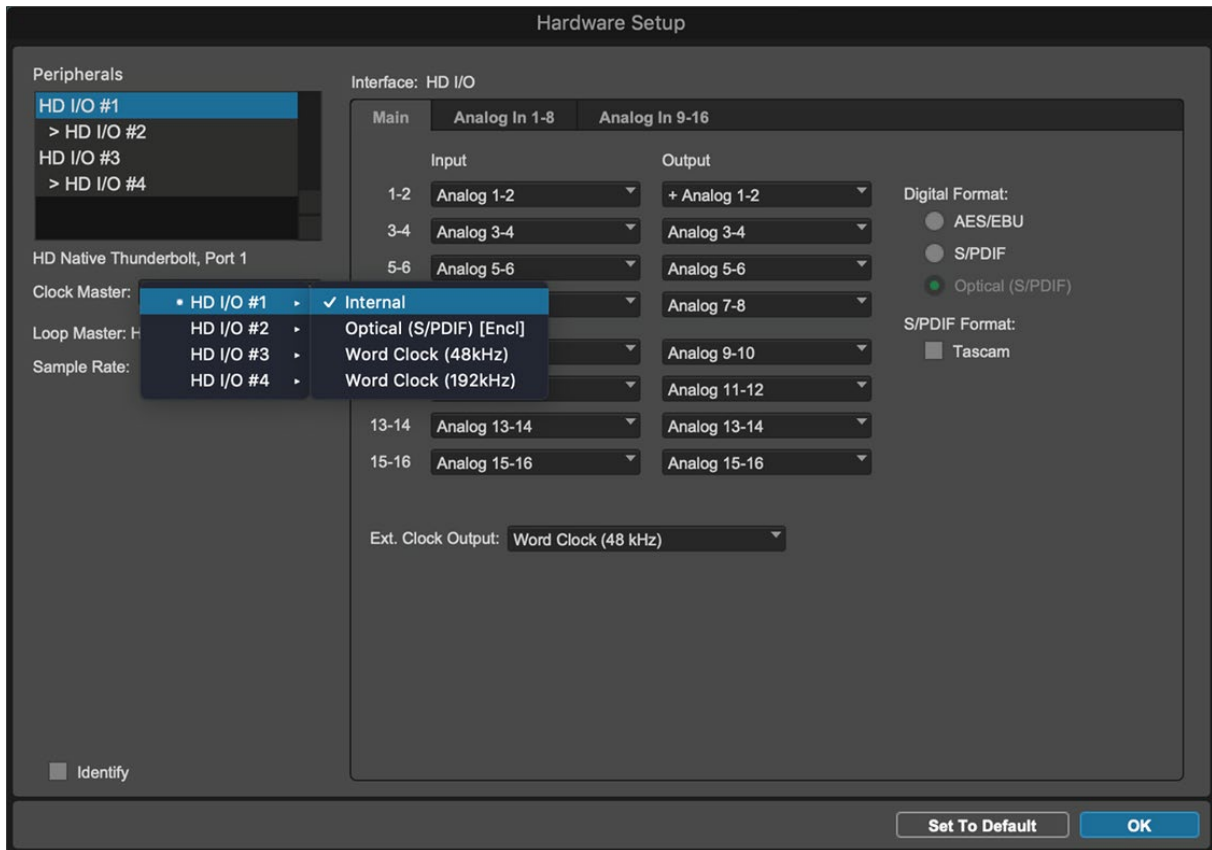 Hardware Setup
Peripherals
HD I/O #1
> HD I/O #2
HD I/O #3
> HD I/O #4
HD Native Thunderbolt, Port 1
Clock Master:
• HD I/O #1 ▸
HD I/O #2 ▸
HD I/O #3 ▸
HD I/O #4 ▸
✓ Internal
Optical (S/PDIF) [Encl]
Word Clock (48kHz)
Word Clock (192kHz)
Loop Master: H
Sample Rate:
Identify
Interface: HD I/O
Main Analog In 1-8 Analog In 9-16
Input Output
1-2 Analog 1-2 + Analog 1-2
3-4 Analog 3-4 Analog 3-4
5-6 Analog 5-6 Analog 5-6
Analog 7-8
Analog 9-10
Analog 11-12
13-14 Analog 13-14 Analog 13-14
15-16 Analog 15-16 Analog 15-16
Ext. Clock Output: Word Clock (48 kHz)
Digital Format:
AES/EBU
S/PDIF
Optical (S/PDIF)
S/PDIF Format:
Tascam
Set To Default OK